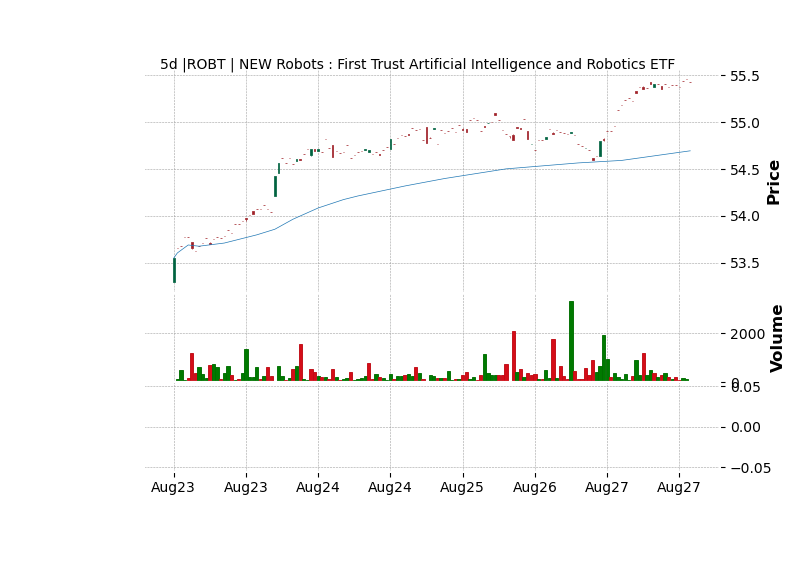 5d |ROBT | NEW Robots : First Trust Artificial Intelligence and Robotics ETF
55.5
55.0
54.5
54.0
53.5
Price
2000
0
Volume
0.05
0.00
−0.05
Aug23 Aug23 Aug24 Aug24 Aug25 Aug26 Aug27 Aug27